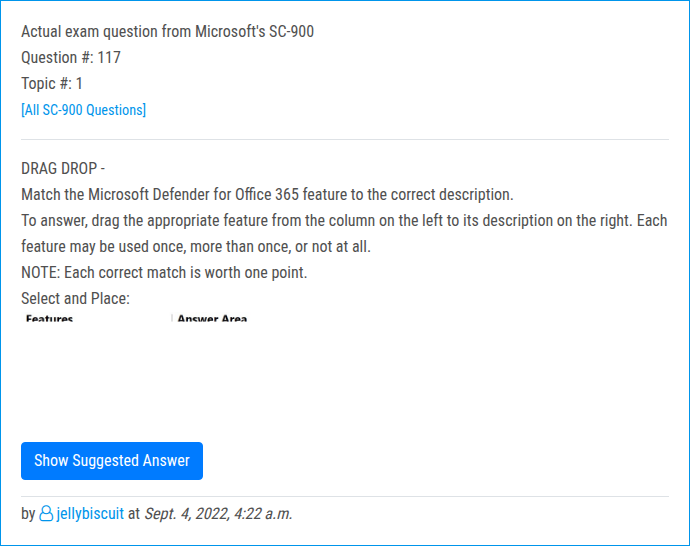 Actual exam question from Microsoft's SC-900
Question #: 117
Topic #: 1
[All SC-900 Questions]
DRAG DROP -
Match the Microsoft Defender for Office 365 feature to the correct description.
To answer, drag the appropriate feature from the column on the left to its description on the right. Each
feature may be used once, more than once, or not at all.
NOTE: Each correct match is worth one point.
Select and Place:
Features Answer Area
Show Suggested Answer
by jellybiscuit at Sept. 4, 2022, 4:22 a.m.